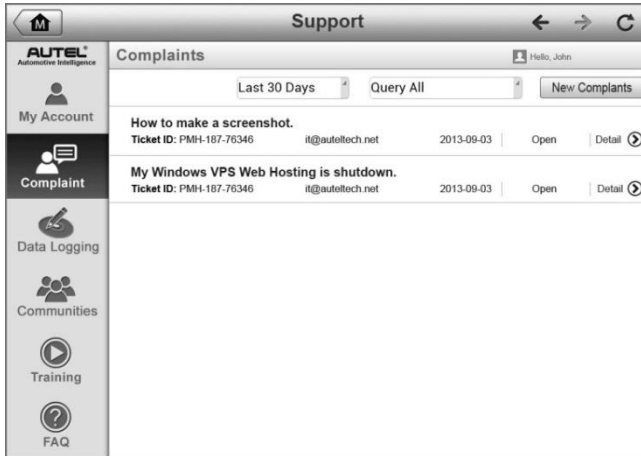 M
Support
AUTEL®
Automotive Intelligence
Complaints
Hello, John
Last 30 Days
Query All
New Complants
My Account
Complaint
Data Logging
Communities
Training
?
FAQ
How to make a screenshot.
Ticket ID: PMH-187-76346 it@auteltech.net 2013-09-03 Open Detail
My Windows VPS Web Hosting is shutdown.
Ticket ID: PMH-187-76346 it@auteltech.net 2013-09-03 Open Detail